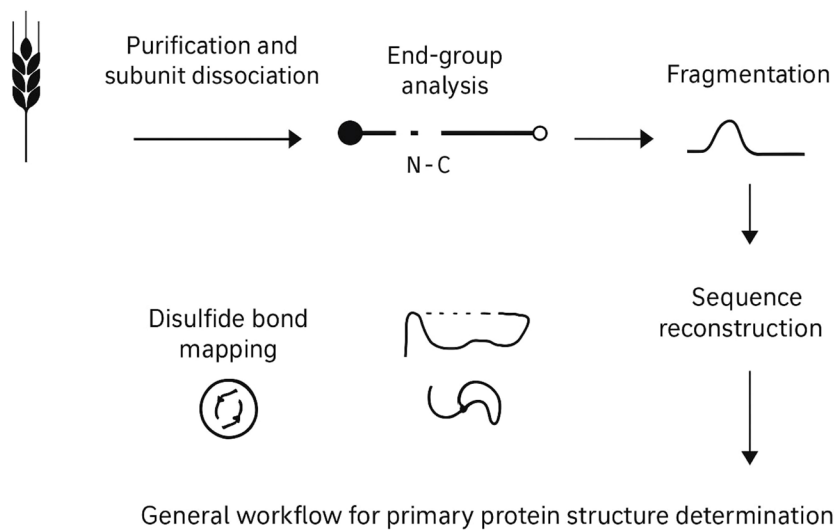 Purification and
subunit dissociation
End-group
analysis
N - C
Fragmentation
Sequence
reconstruction
Disulfide bond
mapping
General workflow for primary protein structure determination